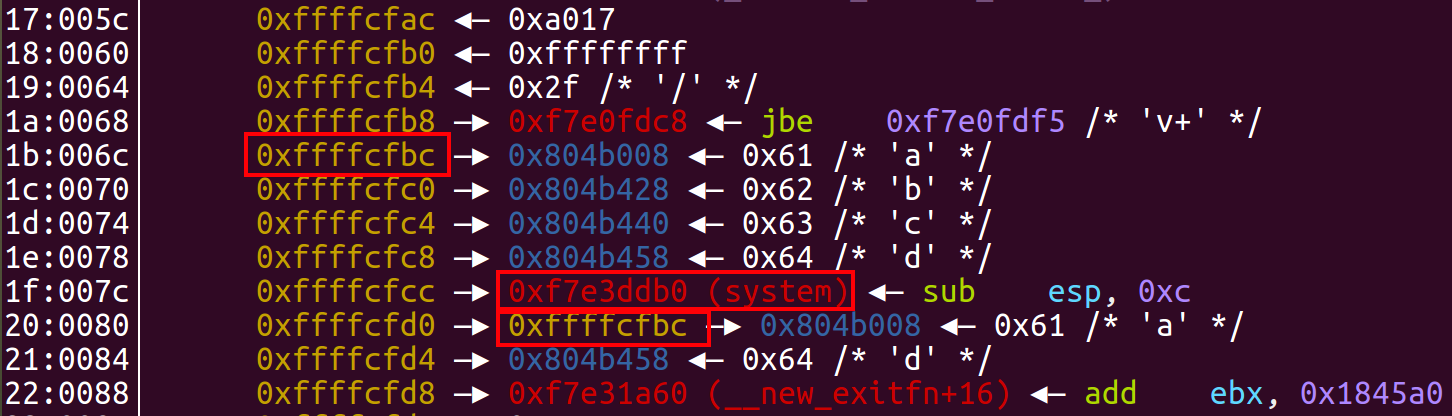 17:005c│ 0xffffcfac ◂— 0xa017
18:0060│ 0xffffcfb0 ◂— 0xffffffff
19:0064│ 0xffffcfb4 ◂— 0x2f /* '/' */
1a:0068│ 0xffffcfb8 —▸ 0xf7e0fdc8 ◂— jbe 0xf7e0fdf5 /* 'v+' */
1b:006c│ 0xffffcfbc —▸ 0x804b008 ◂— 0x61 /* 'a' */
1c:0070│ 0xffffcfc0 —▸ 0x804b428 ◂— 0x62 /* 'b' */
1d:0074│ 0xffffcfc4 —▸ 0x804b440 ◂— 0x63 /* 'c' */
1e:0078│ 0xffffcfc8 —▸ 0x804b458 ◂— 0x64 /* 'd' */
1f:007c│ 0xffffcfcc —▸ 0xf7e3ddb0 (system) ◂— sub esp, 0xc
20:0080│ 0xffffcfd0 —▸ 0xffffcfbc —▸ 0x804b008 ◂— 0x61 /* 'a' */
21:0084│ 0xffffcfd4 —▸ 0x804b458 ◂— 0x64 /* 'd' */
22:0088│ 0xffffcfd8 —▸ 0xf7e31a60 (__new_exitfn+16) ◂— add ebx, 0x1845a0